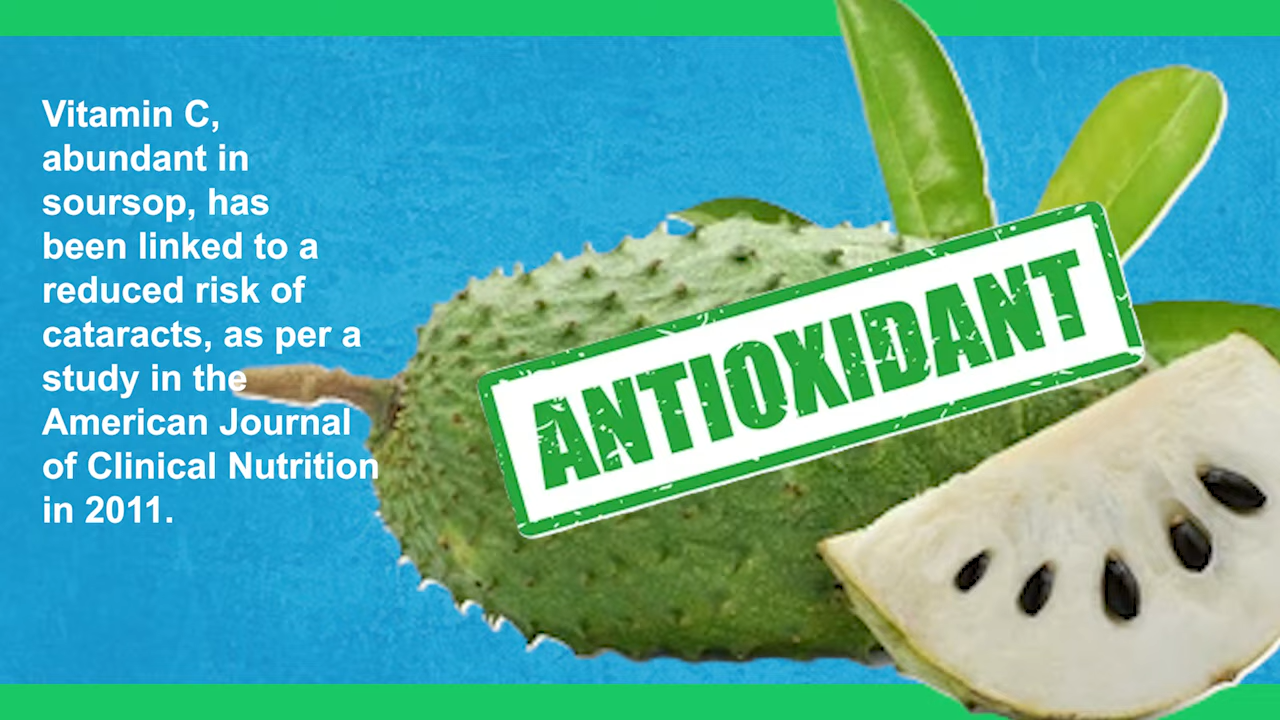 Vitamin C,
abundant in
soursop, has
been linked to a
reduced risk of
cataracts, as per a
study in the
American Journal
of Clinical Nutrition
in 2011.
ANTIOXIDANT